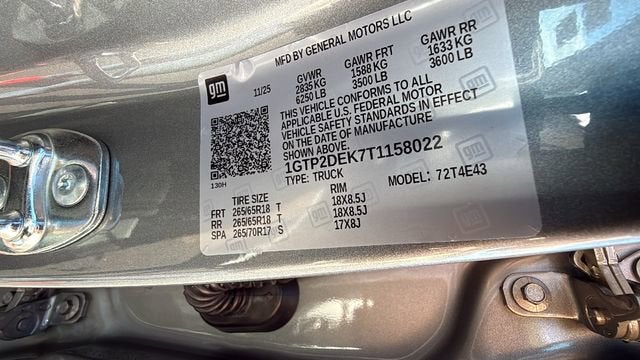 MFD BY GENERAL MOTORS LLC
gm
11/25
GVWR GAWR FRT GAWR RR
2835 KG 1588 KG 1633 KG
6250 LB 3500 LB 3600 LB
THIS VEHICLE CONFORMS TO ALL
APPLICABLE U.S. FEDERAL MOTOR
VEHICLE SAFETY STANDARDS IN EFFECT
ON THE DATE OF MANUFACTURE
SHOWN ABOVE.
1GTP2DEK7T1158022
TYPE: TRUCK MODEL: 72T4E43
130H
TIRE SIZE RIM
FRT 265/65R18 T 18X8.5J
RR 265/65R18 T 18X8.5J
SPA 265/70R17 S 17X8J